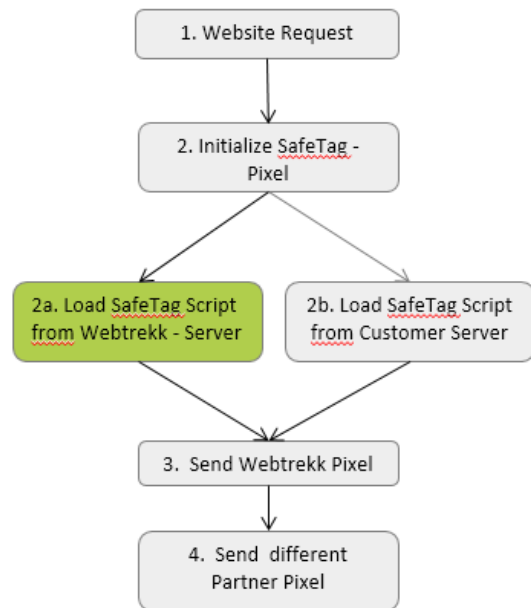 1. Website Request
2. Initialize SafeTag -
Pixel
2a. Load SafeTag Script
from Webtrekk - Server
2b. Load SafeTag Script
from Customer Server
3. Send Webtrekk Pixel
4. Send different
Partner Pixel